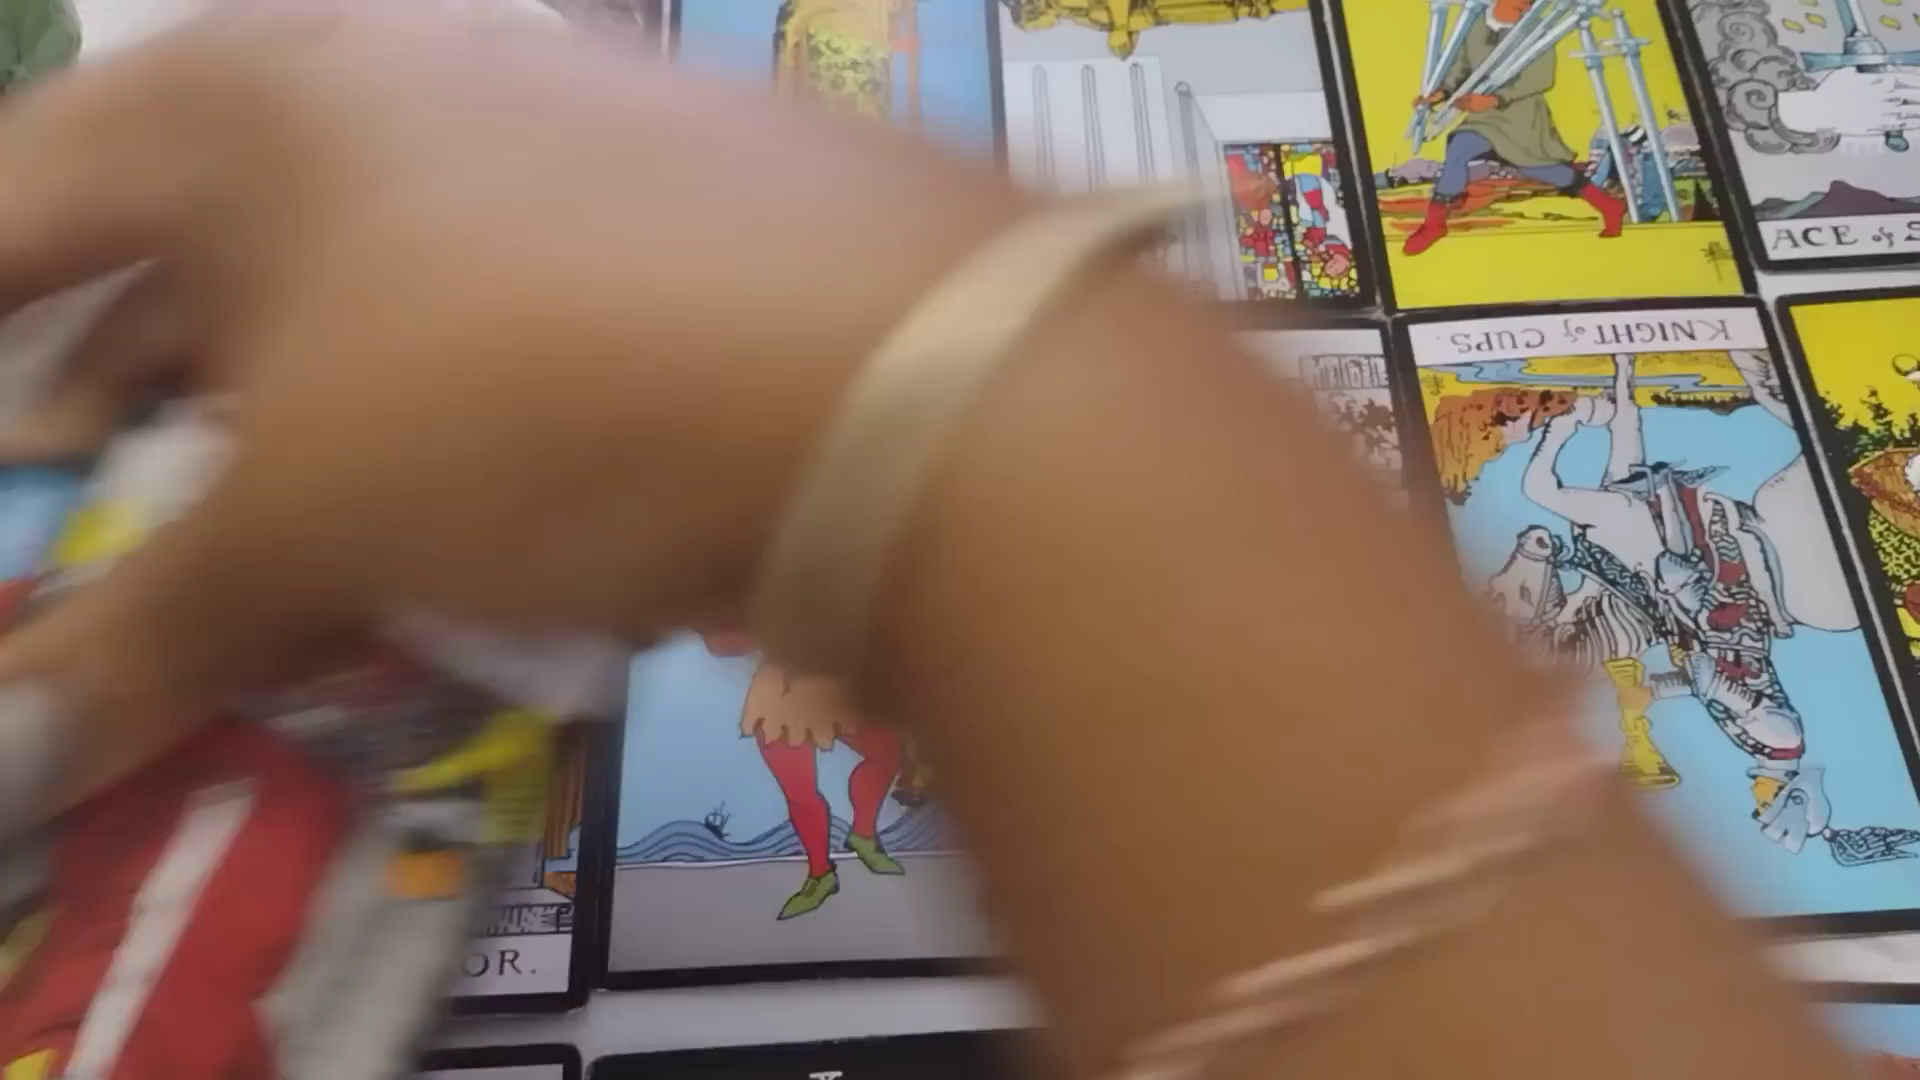 ACE of S
KNIGHT of CUPS.
OR.
X